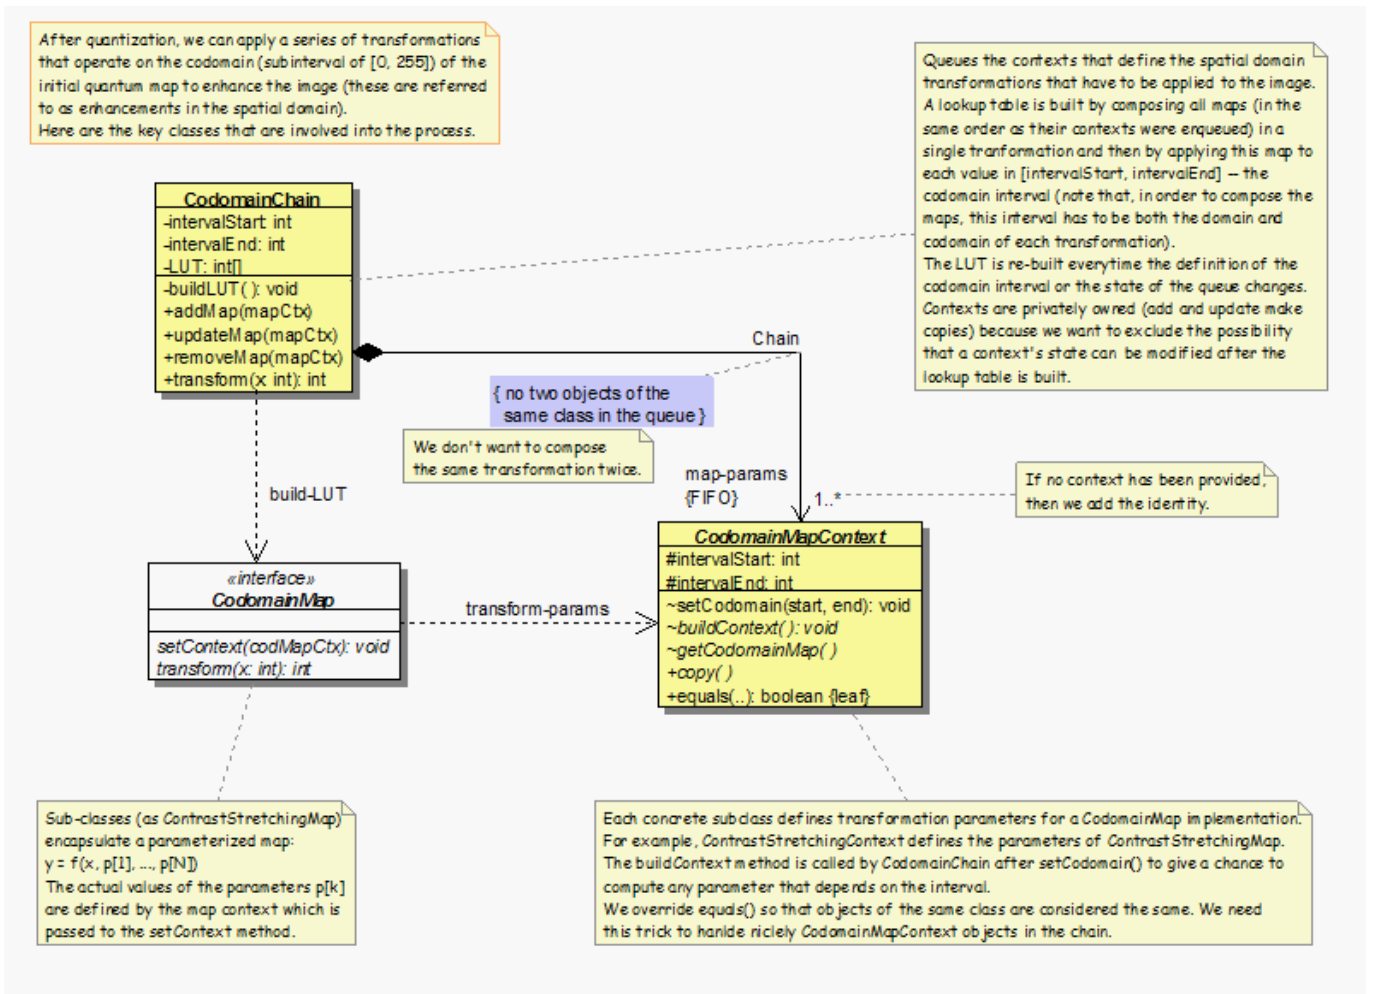 After quantization, we can apply a series of transformations
that operate on the codomain (subinterval of [0, 255]) of the
initial quantum map to enhance the image (these are referred
to as enhancements in the spatial domain).
Here are the key classes that are involved into the process.
Queues the contexts that define the spatial domain
transformations that have to be applied to the image.
A lookup table is built by composing all maps (in the
same order as their contexts were enqueued) in a
single tranformation and then by applying this map to
each value in [intervalStart, intervalEnd] -- the
codomain interval (note that, in order to compose the
maps, this interval has to be both the domain and
codomain of each transformation).
The LUT is re-built everytime the definition of the
codomain interval or the state of the queue changes.
Contexts are privately owned (add and update make
copies) because we want to exclude the possibility
that a context's state can be modified after the
lookup table is built.
CodomainChain
-intervalStart: int
-intervalEnd: int
-LUT: int[]
-buildLUT( ): void
+addMap(mapCtx)
+updateMap(mapCtx)
+removeMap(mapCtx)
+transform(x: int): int
Chain
{ no two objects of the
same class in the queue }
We don't want to compose
the same transformation twice.
map-params
{FIFO}
1..*
If no context has been provided,
then we add the identity.
build-LUT
«interface»
CodomainMap
setContext(codMapCtx): void
transform(x: int): int
transform-params
CodomainMapContext
#intervalStart: int
#intervalEnd: int
~setCodomain(start, end): void
~buildContext( ): void
~getCodomainMap( )
+copy( )
+equals(..): boolean {leaf}
Sub-classes (as ContrastStretchingMap)
encapsulate a parameterized map:
y = f(x, p[1], ..., p[N])
The actual values of the parameters p[k]
are defined by the map context which is
passed to the setContext method.
Each concrete subclass defines transformation parameters for a CodomainMap implementation.
For example, ContrastStretchingContext defines the parameters of ContrastStretchingMap.
The buildContext method is called by CodomainChain after setCodomain() to give a chance to
compute any parameter that depends on the interval.
We override equals() so that objects of the same class are considered the same. We need
this trick to hanlde niclely CodomainMapContext objects in the chain.